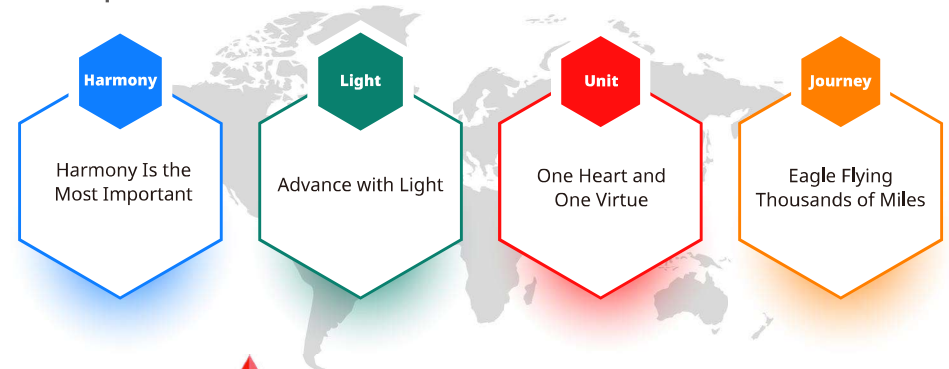 Harmony
Light
Unit
Journey
Harmony Is the
Most Important
Advance with Light
One Heart and
One Virtue
Eagle Flying
Thousands of Miles